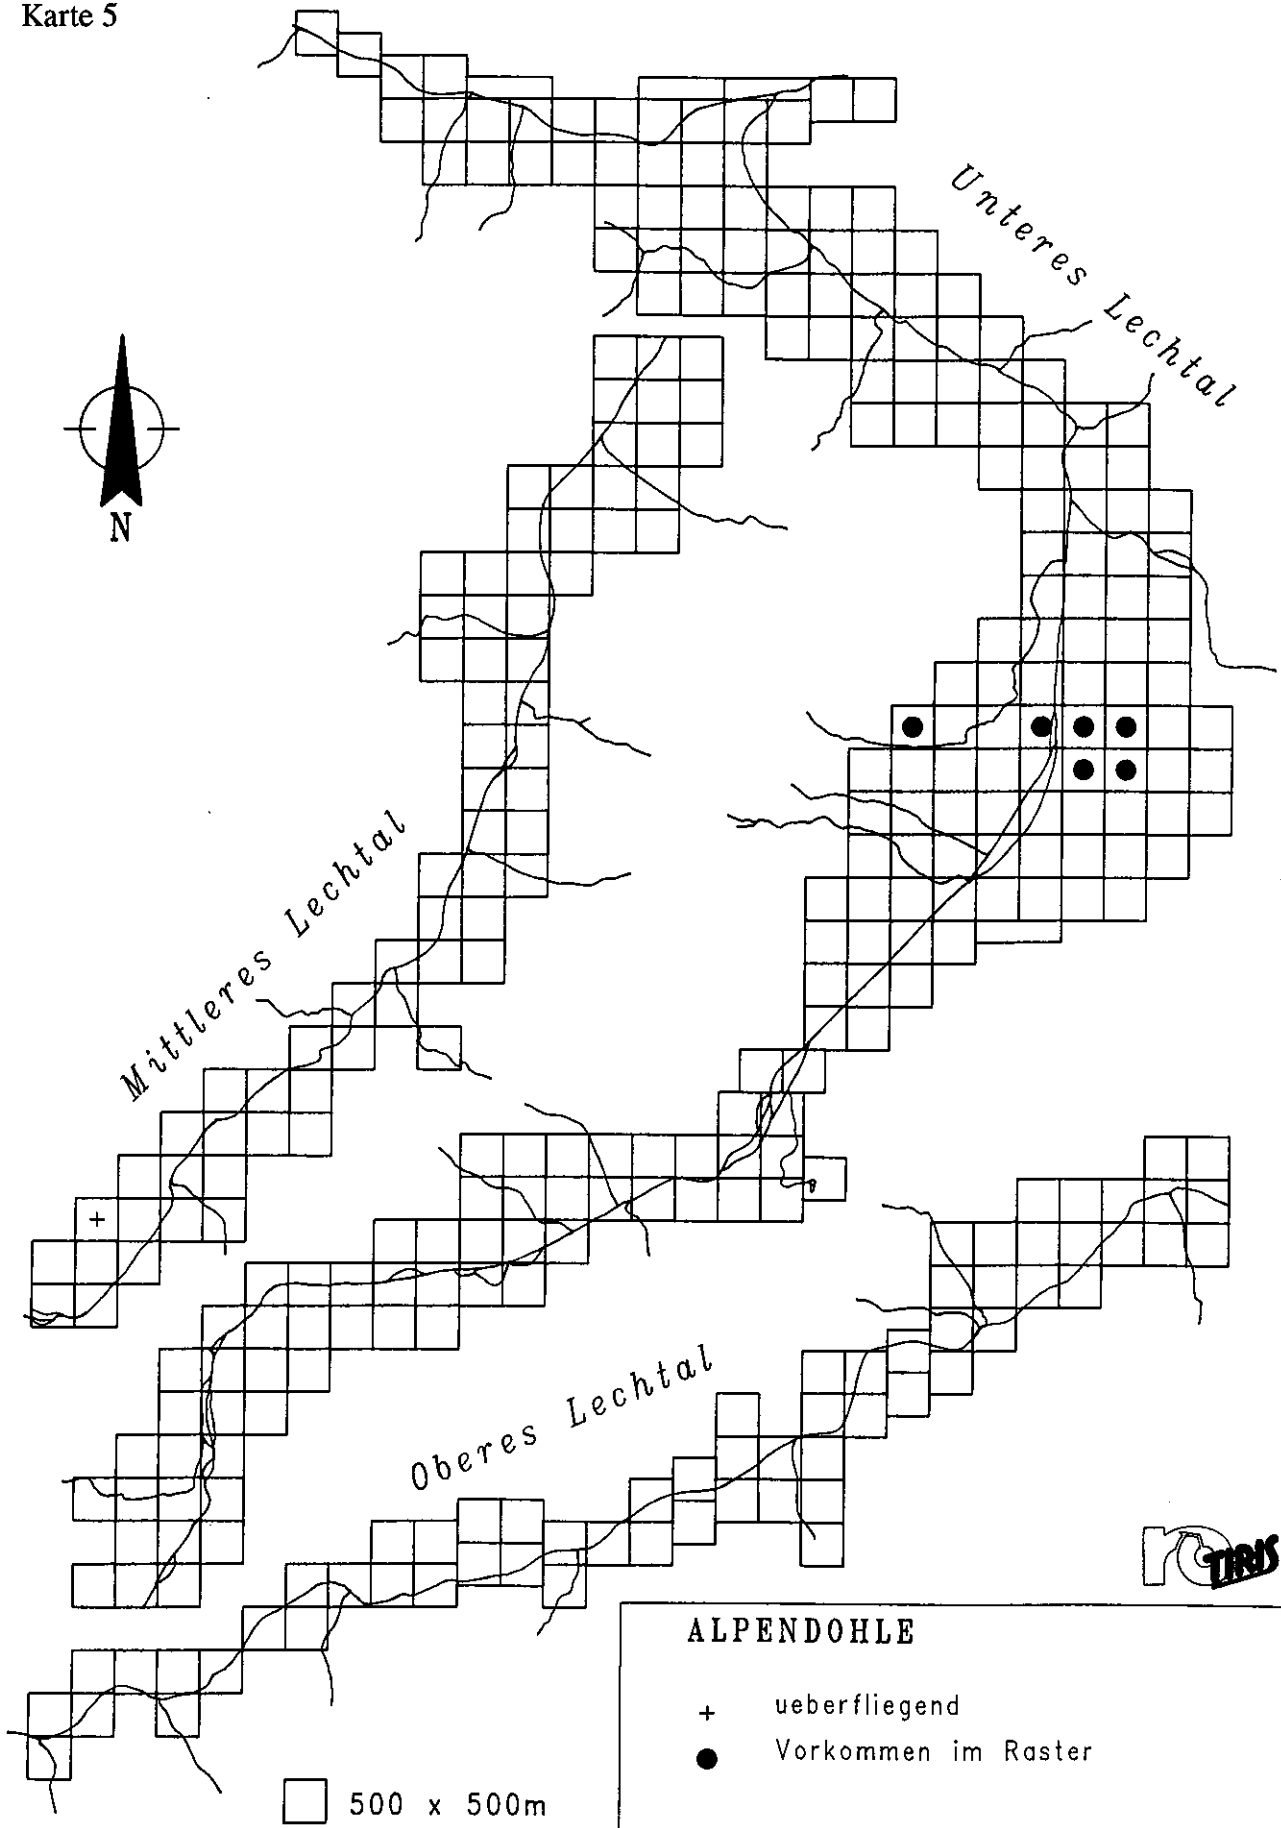 Karte 5
Unteres Lechtal
N
Mittleres Lechtal
Oberes Lechtal
TIRIS
ALPENDOHLE
+ ueberfliegend
● Vorkommen im Raster
500 x 500m